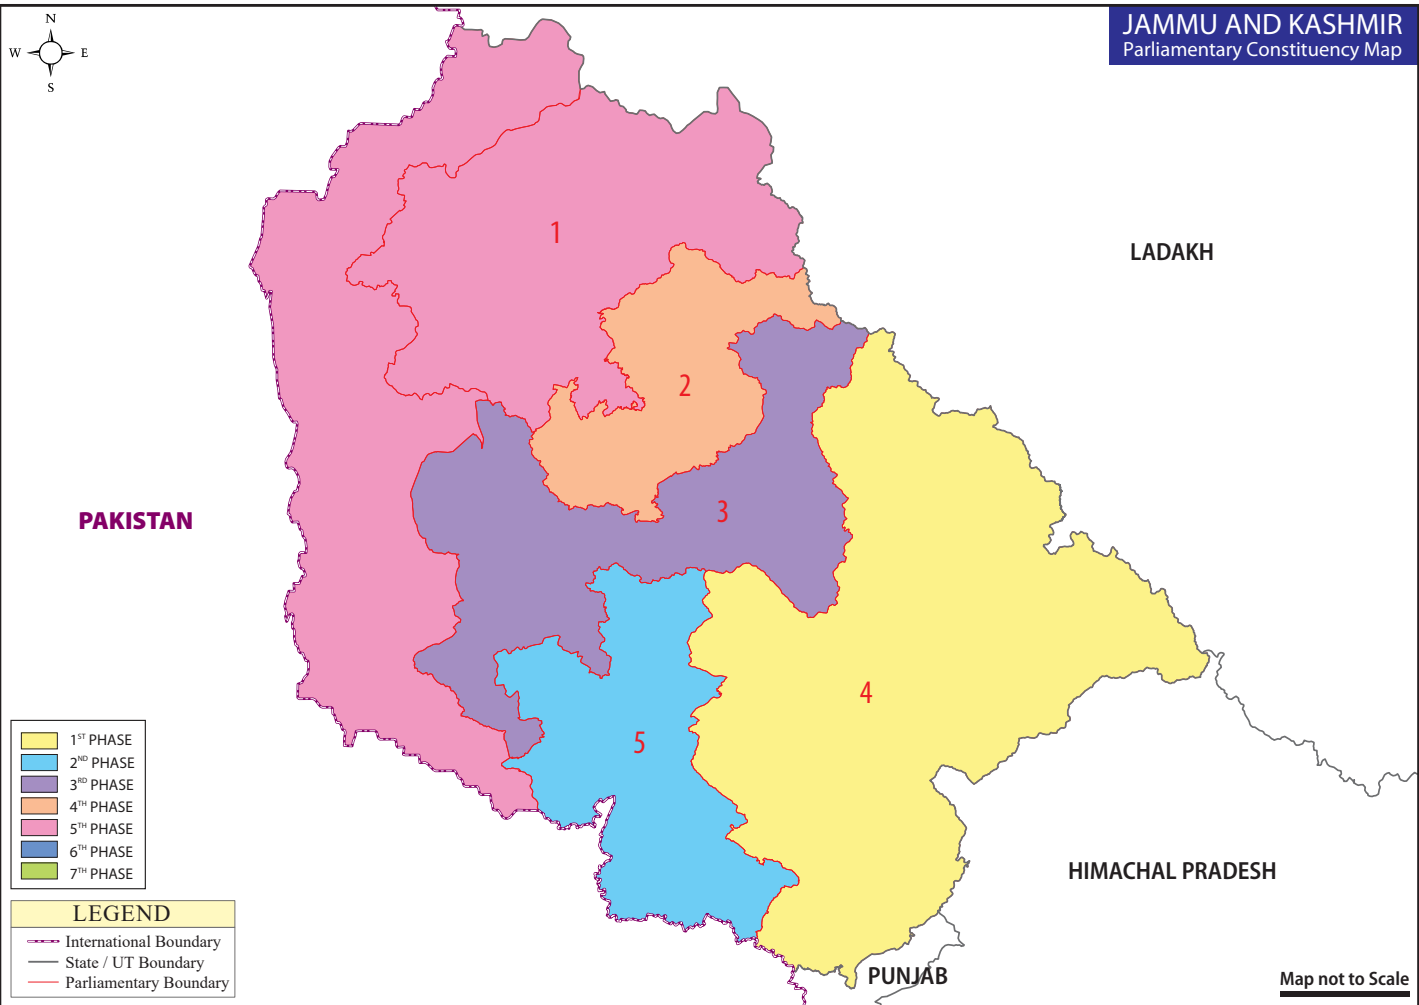 JAMMU AND KASHMIR
Parliamentary Constituency Map
N
W E
S
1
LADAKH
2
PAKISTAN
3
4
5
1ST PHASE
2ND PHASE
3RD PHASE
4TH PHASE
5TH PHASE
6TH PHASE
7TH PHASE
HIMACHAL PRADESH
LEGEND
International Boundary
State / UT Boundary
Parliamentary Boundary
PUNJAB
Map not to Scale